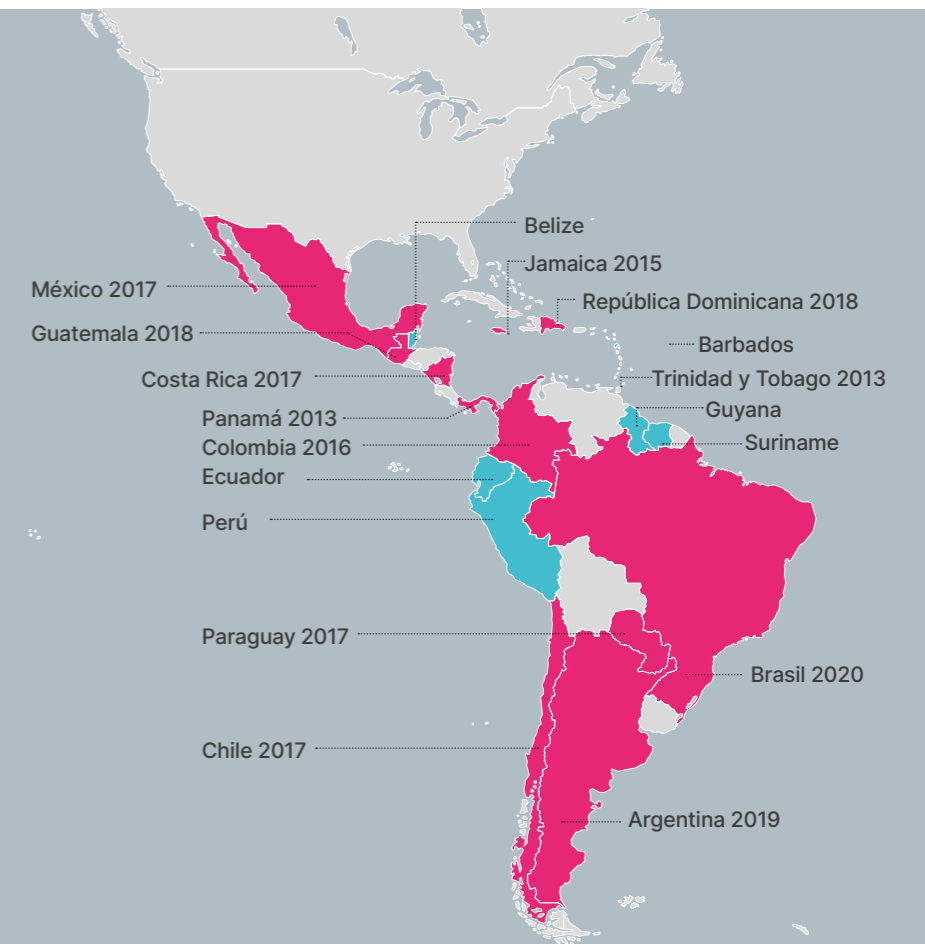 Belize
Jamaica 2015
México 2017
República Dominicana 2018
Guatemala 2018
Barbados
Costa Rica 2017
Trinidad y Tobago 2013
Panamá 2013
Guyana
Colombia 2016
Suriname
Ecuador
Perú
Paraguay 2017
Brasil 2020
Chile 2017
Argentina 2019